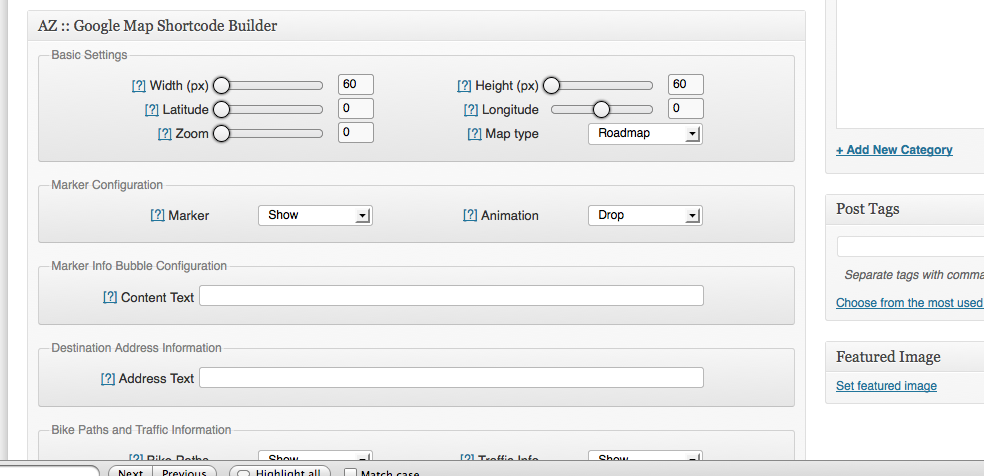 AZ :: Google Map Shortcode Builder
Basic Settings
[?] Width (px) 60 [?] Height (px) 60
[?] Latitude 0 [?] Longitude 0
[?] Zoom 0 [?] Map type Roadmap
Marker Configuration
[?] Marker Show [?] Animation Drop
Marker Info Bubble Configuration
[?] Content Text
Destination Address Information
[?] Address Text
Bike Paths and Traffic Information
[?] Bike Paths Show [?] Traffic Info Show
+ Add New Category
Post Tags
Separate tags with comma
Choose from the most used
Featured Image
Set featured image
Next Previous Highlight all Match case